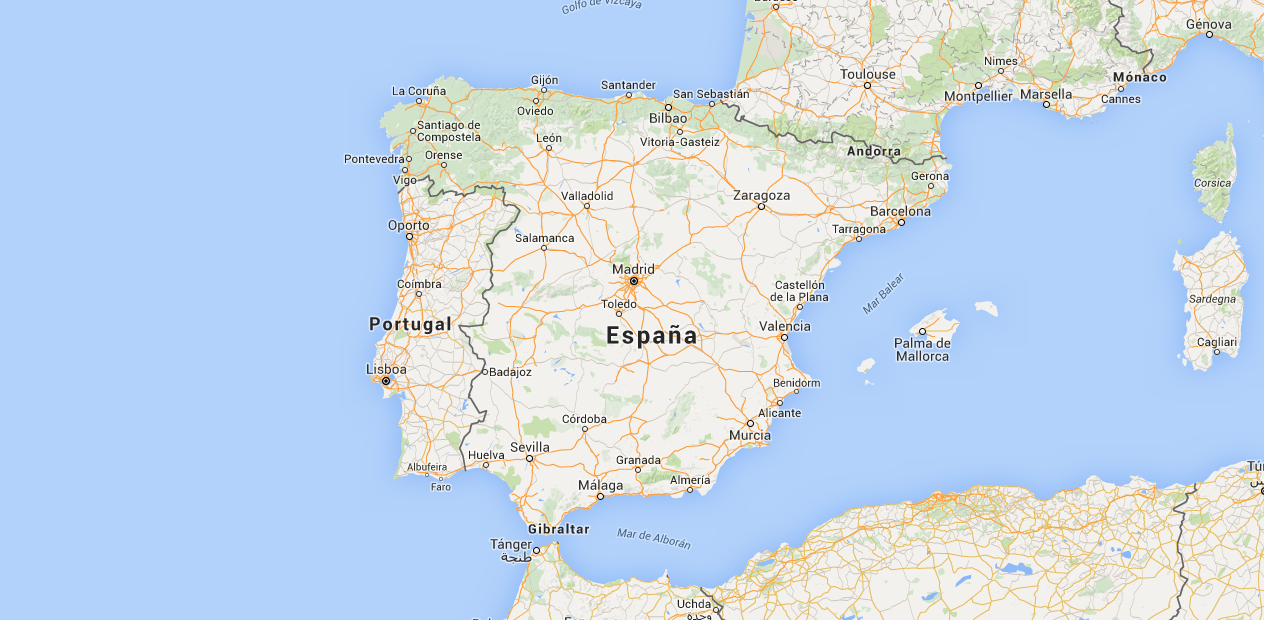 Golfo de Vizcaya
Génova
Nimes
Toulouse
Mónaco
Montpellier
Marsella
Cannes
Gijón
La Coruña
Santander
San Sebastián
Oviedo
Bilbao
Santiago de
Compostela
León
Vitoria-Gasteiz
Andorra
Pontevedra
Orense
Vigo
Gerona
Corsica
Valladolid
Zaragoza
Barcelona
Oporto
Tarragona
Salamanca
Madrid
Coímbra
Castellón
de la Plana
Mar Balear
Toledo
Sardegna
Portugal
España
Valencia
Palma de
Mallorca
Cagliari
Lisboa
Badajoz
Benidorm
Córdoba
Alicante
Murcia
Sevilla
Huelva
Granada
Albufeira
Faro
Málaga
Almería
Gibraltar
Mar de Alborán
Tánger
طنجة
Uchda